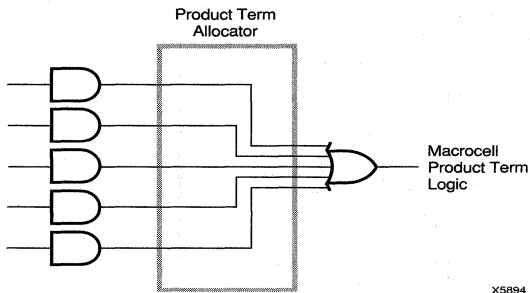 Product Term
Allocator
Macrocell
Product Term
Logic
X5894